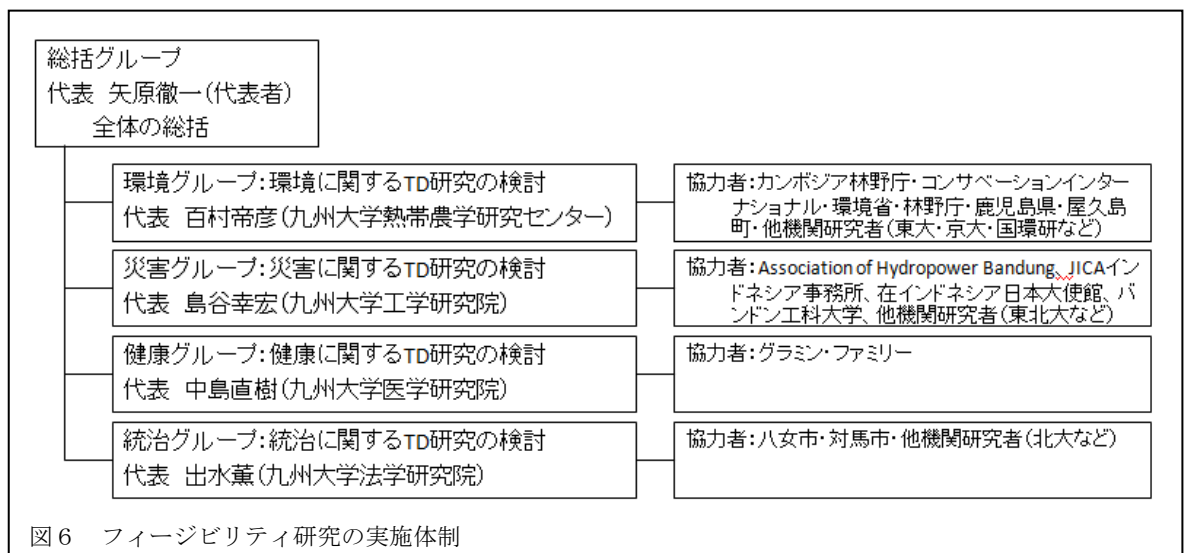 総括グループ
代表 矢原徹一(代表者)
全体の総括
環境グループ:環境に関するTD研究の検討
代表 百村帝彦(九州大学熱帯農学研究センター)
協力者:カンボジア林野庁・コンサベーションインター
ナショナル・環境省・林野庁・鹿児島県・屋久島
町・他機関研究者(東大・京大・国環研など)
災害グループ:災害に関するTD研究の検討
代表 島谷幸宏(九州大学工学研究院)
協力者:Association of Hydropower Bandung、JICAイン
ドネシア事務所、在インドネシア日本大使館、バ
ンドン工科大学、他機関研究者(東北大など)
健康グループ:健康に関するTD研究の検討
代表 中島直樹(九州大学医学研究院)
協力者:グラミン・ファミリー
統治グループ:統治に関するTD研究の検討
代表 出水薫(九州大学法学研究院)
協力者:八女市・対馬市・他機関研究者(北大など)
図6 フィージビリティ研究の実施体制